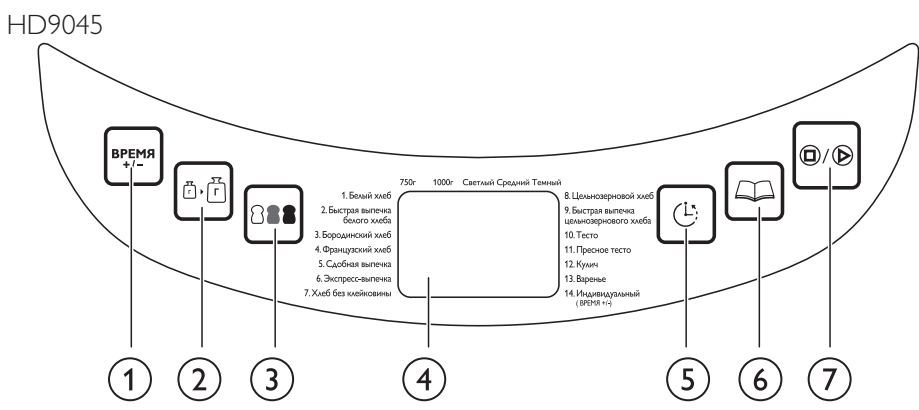 HD9045
ВРЕМЯ
+/-
г г
750г 1000г Светлый Средний Темный
1. Белый хлеб
2. Быстрая выпечка
белого хлеба
3. Бородинский хлеб
4. Французский хлеб
5. Сдобная выпечка
6. Экспресс-выпечка
7. Хлеб без клейковины
8. Цельнозерновой хлеб
9. Быстрая выпечка
цельнозернового хлеба
10. Тесто
11. Пресное тесто
12. Кулич
13. Варенье
14. Индивидуальный
( ВРЕМЯ +/-)
/
1 2 3 4 5 6 7